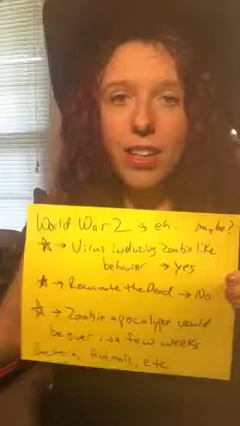 World War Z → eh.. maybe?
☆ → Virus inducing Zombie like
behavior → yes
☆ → Reanimate the Dead → No
☆ → Zombie apocalypse would
be over in a few weeks
Bacteria, Animals, etc